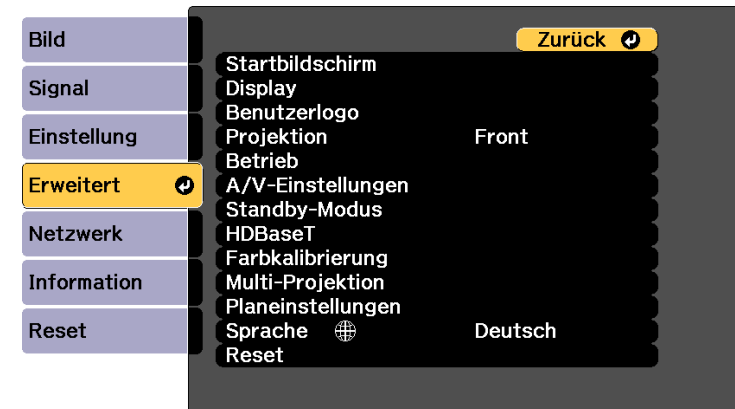 Bild
Signal
Einstellung
Erweitert
Netzwerk
Information
Reset
Zurück
Startbildschirm
Display
Benutzerlogo
Projektion Front
Betrieb
A/V-Einstellungen
Standby-Modus
HDBaseT
Farbkalibrierung
Multi-Projektion
Planeinstellungen
Sprache Deutsch
Reset